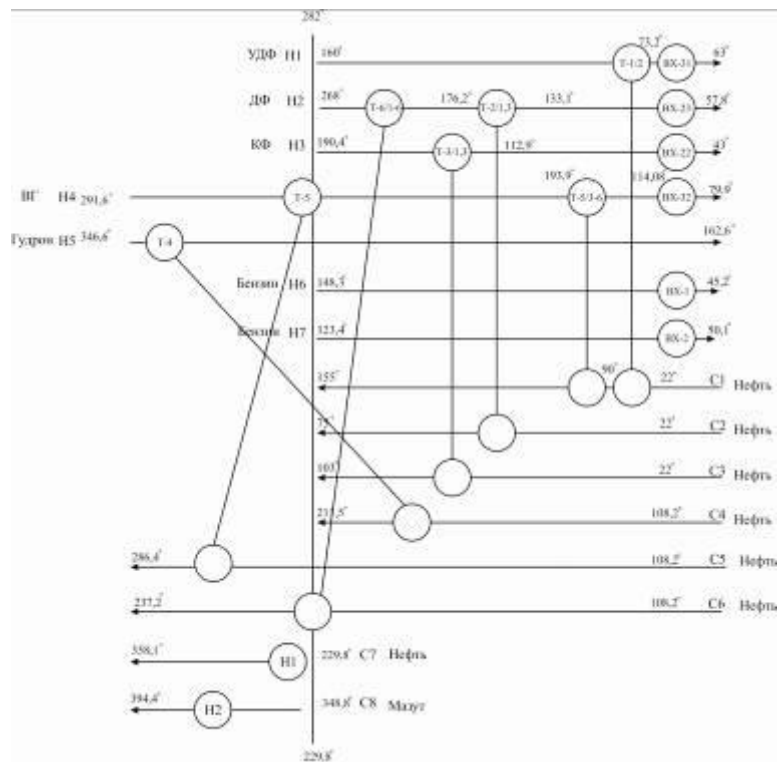 282°
73,2°
УДФ Н1 160° Т-1/2 ВХ-31 63°
ДФ Н2 268° Т-6/1-4 176,2° Т-2/1,3 133,1° ВХ-23 57,8°
КФ Н3 190,4° Т-3/1,3 112,9° ВХ-22 43°
ВГ Н4 291,6° Т-5 193,9° Т-5/3-6 114,08 ВХ-32 79,9°
Гудрон Н5 346,6° Т-4 162,6°
Бензин Н6 148,3° ВХ-1 45,2°
Бензин Н7 123,4° ВХ-2 50,1°
155° 90° 22° С1 Нефть
22° С2 Нефть
103° 22° С3 Нефть
108,2° С4 Нефть
286,4° 108,2° С5 Нефть
237,2° 108,2° С6 Нефть
358,1° Н1 229,8° С7 Нефть
394,4° Н2 348,8° С8 Мазут
229,8°